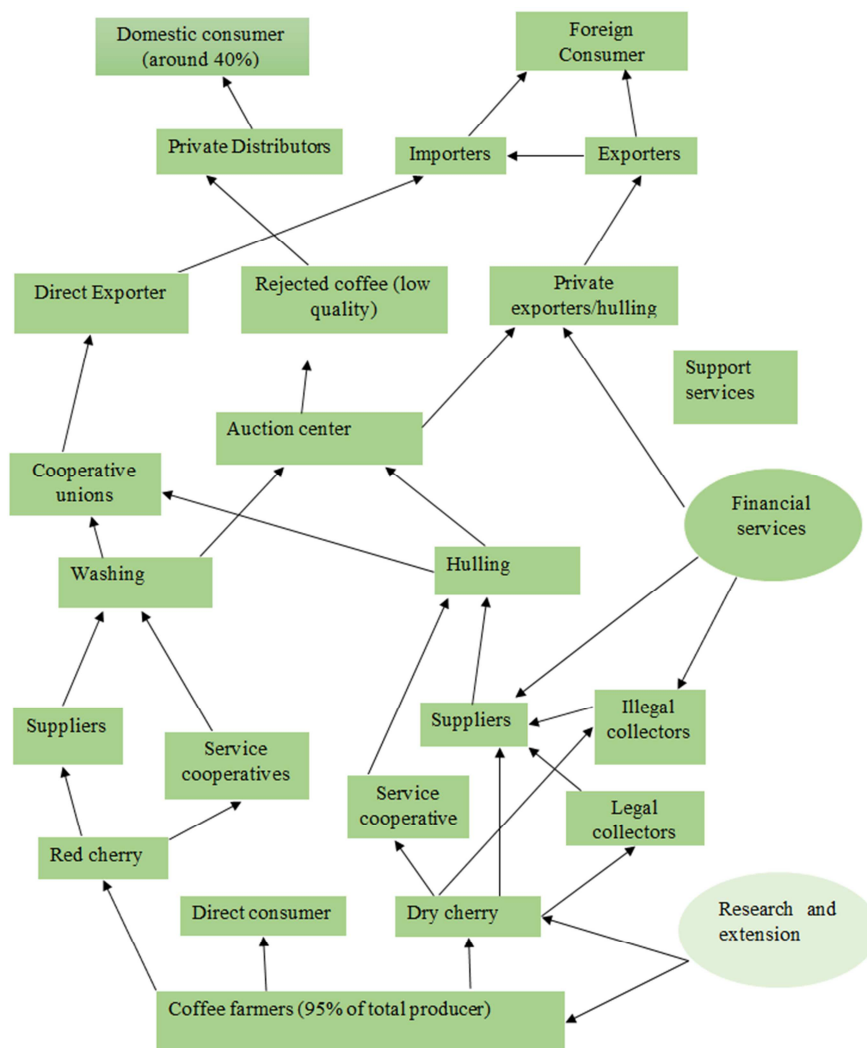 Domestic consumer
(around 40%)
Foreign
Consumer
Private Distributors
Importers
Exporters
Direct Exporter
Rejected coffee (low
quality)
Private
exporters/hulling
Support
services
Auction center
Cooperative
unions
Financial
services
Washing
Hulling
Suppliers
Service
cooperatives
Suppliers
Illegal
collectors
Service
cooperative
Legal
collectors
Red cherry
Direct consumer
Dry cherry
Research and
extension
Coffee farmers (95% of total producer)